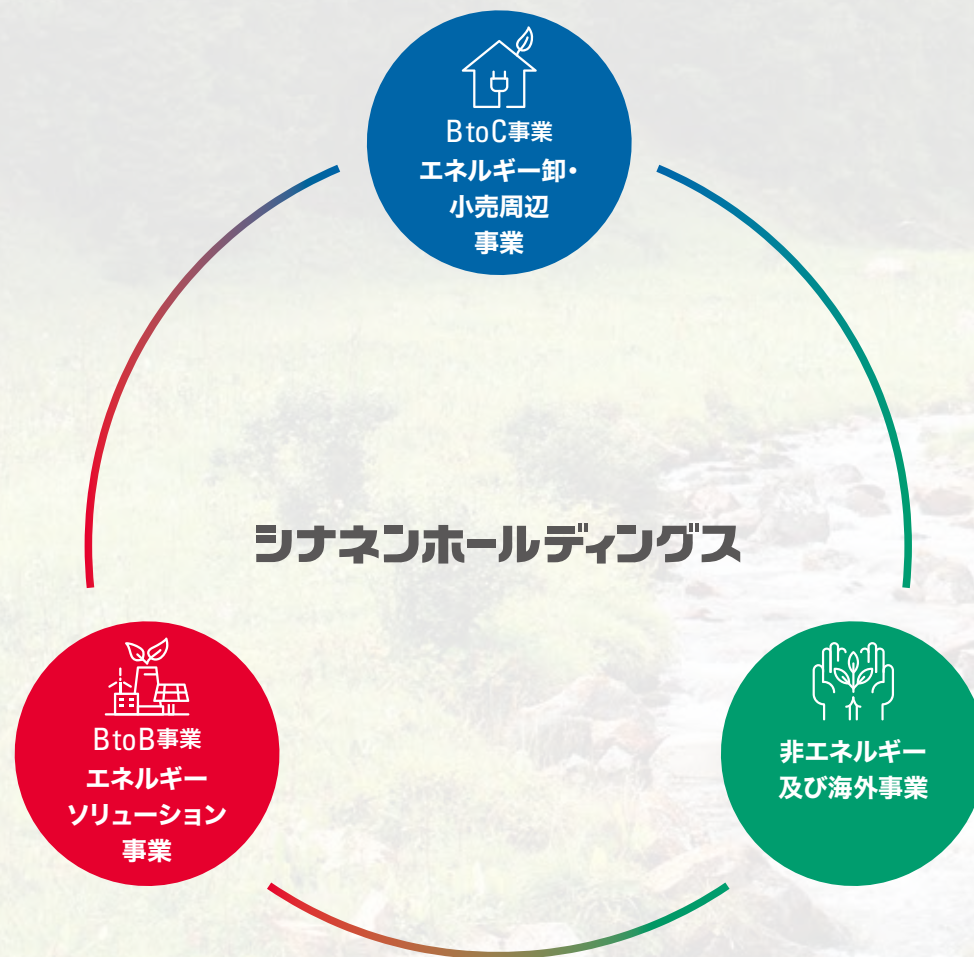 BtoC事業
エネルギー卸・
小売周辺
事業
シナネンホールディングス
BtoB事業
エネルギー
ソリューション
事業
非エネルギー
及び海外事業